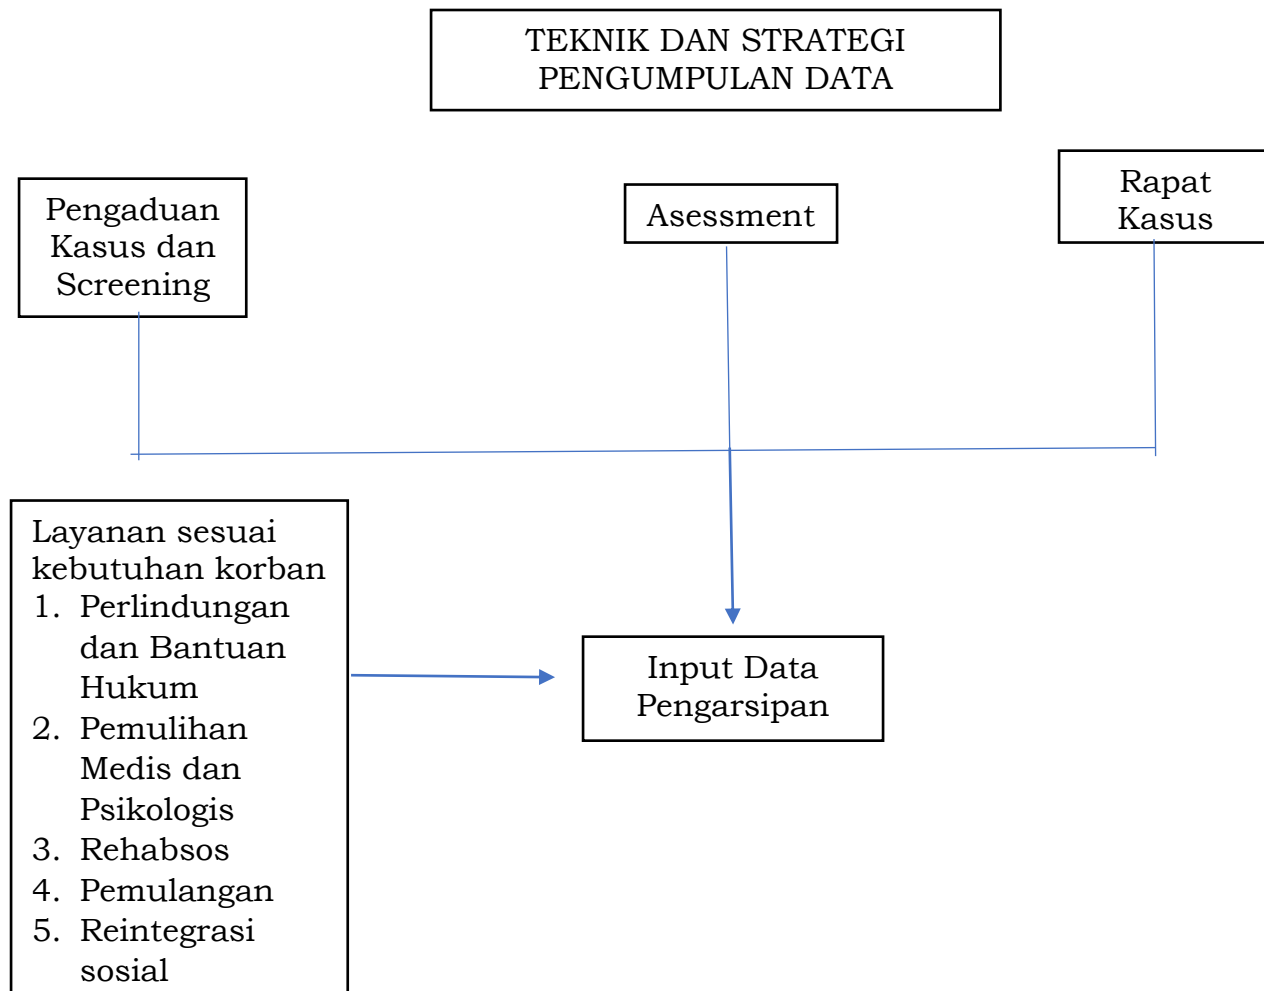 TEKNIK DAN STRATEGI
PENGUMPULAN DATA
Pengaduan
Kasus dan
Screening
Asessment
Rapat
Kasus
Layanan sesuai
kebutuhan korban
1. Perlindungan
dan Bantuan
Hukum
2. Pemulihan
Medis dan
Psikologis
3. Rehabsos
4. Pemulangan
5. Reintegrasi
sosial
Input Data
Pengarsipan